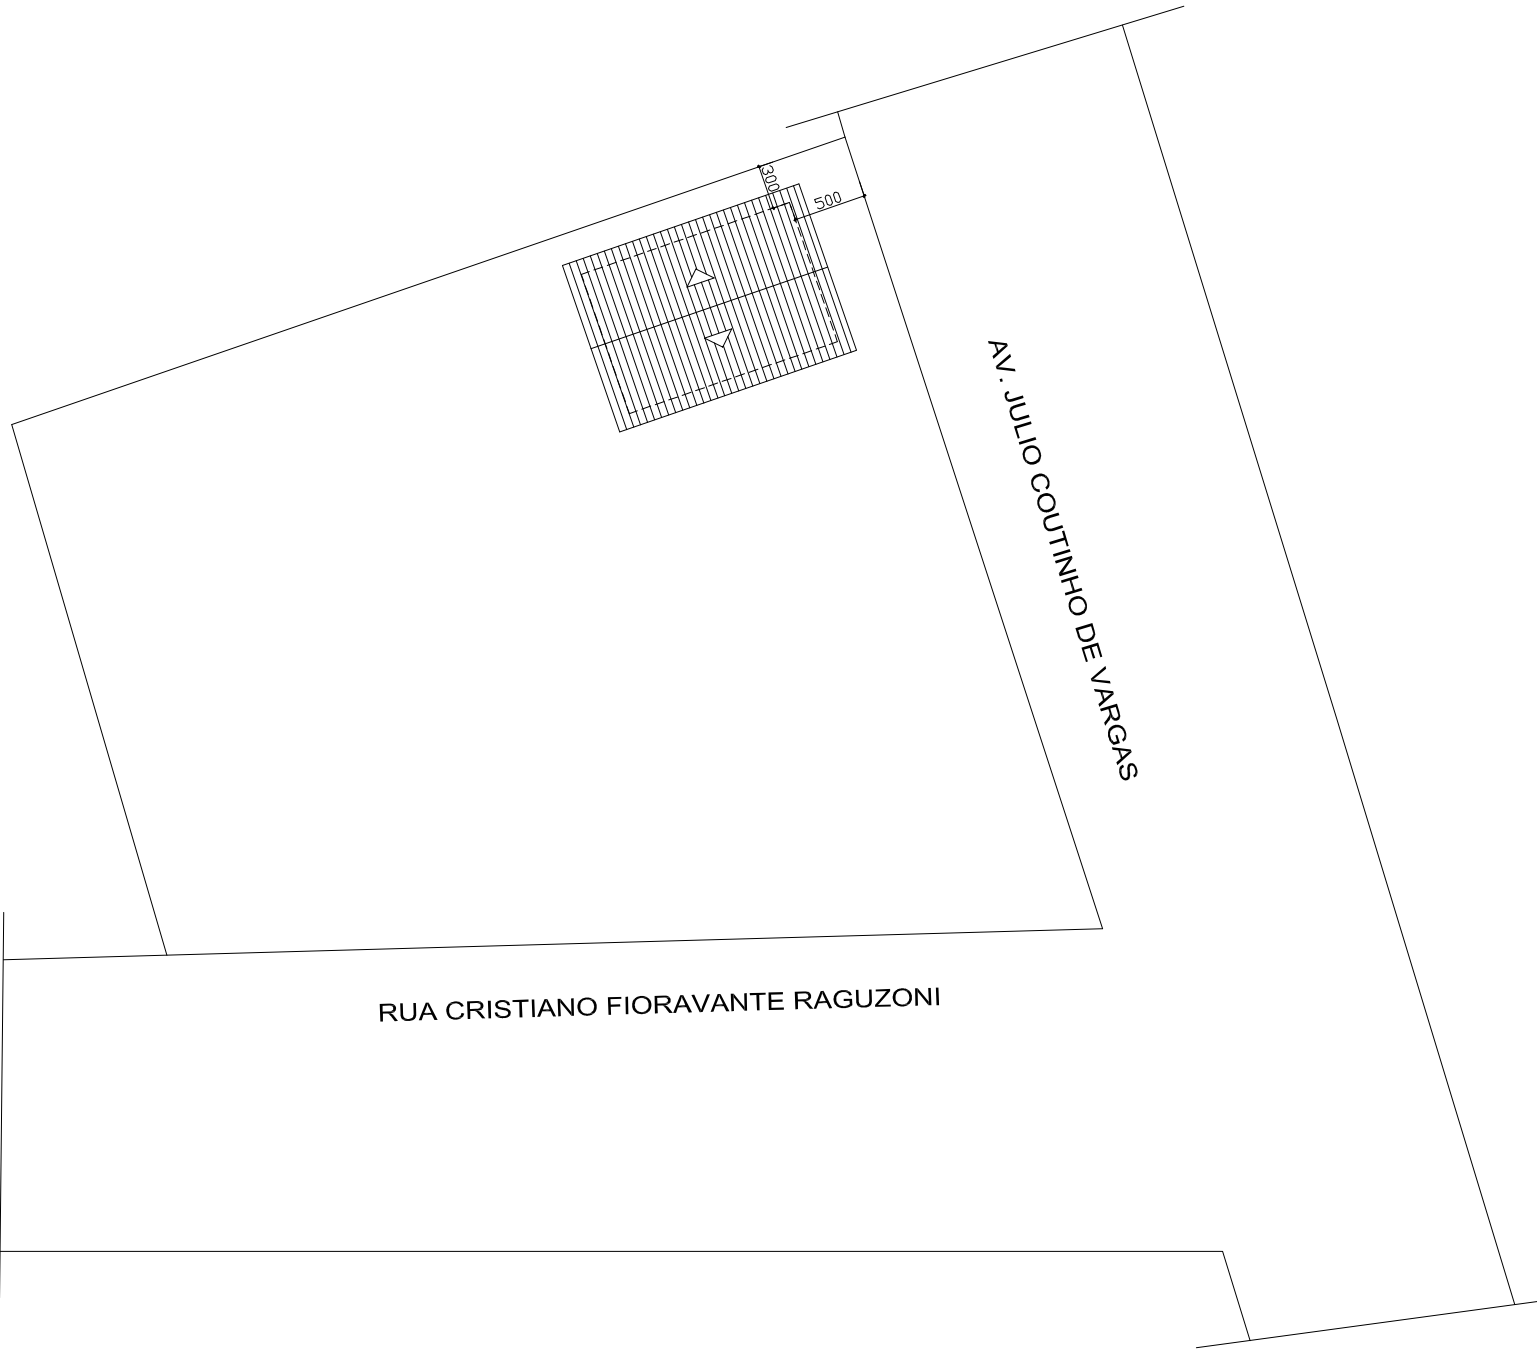 300
500
AV. JULIO COUTINHO DE VARGAS
RUA CRISTIANO FIORAVANTE RAGUZONI